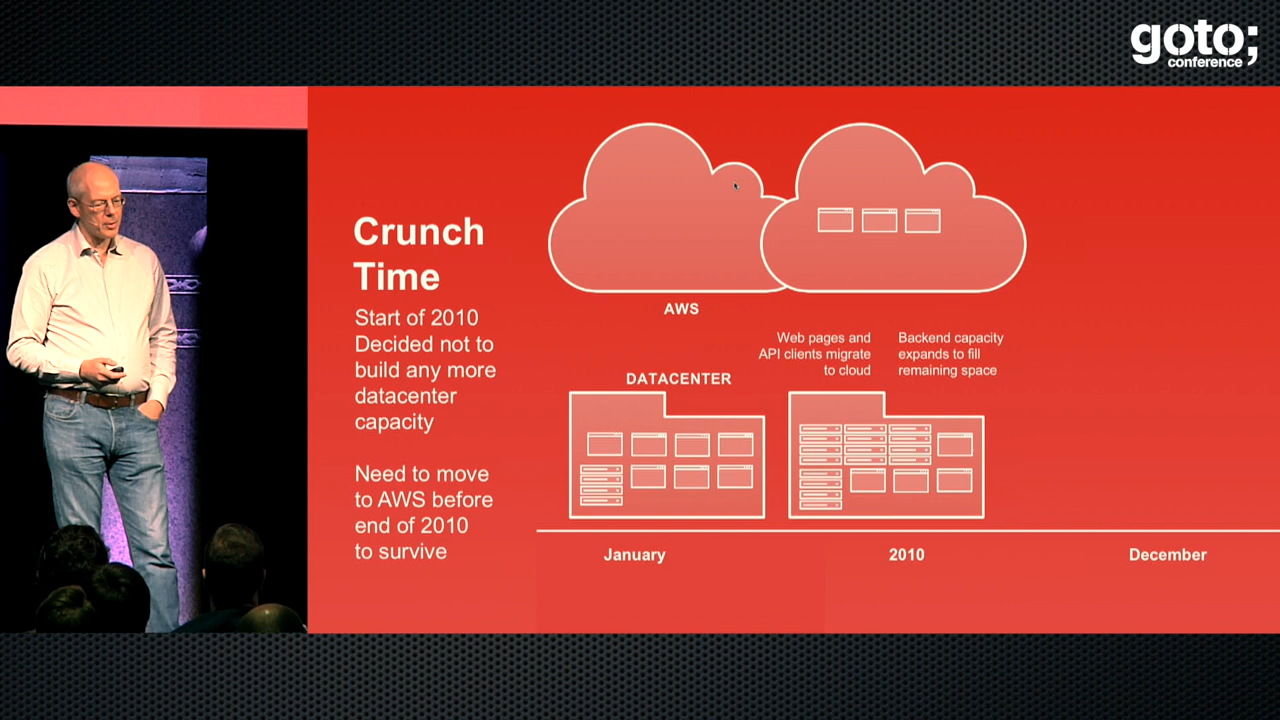 goto;
conference
Crunch
Time
Start of 2010
Decided not to
build any more
datacenter
capacity
Need to move
to AWS before
end of 2010
to survive
AWS
Web pages and
API clients migrate
to cloud
Backend capacity
expands to fill
remaining space
DATACENTER
January
2010
December